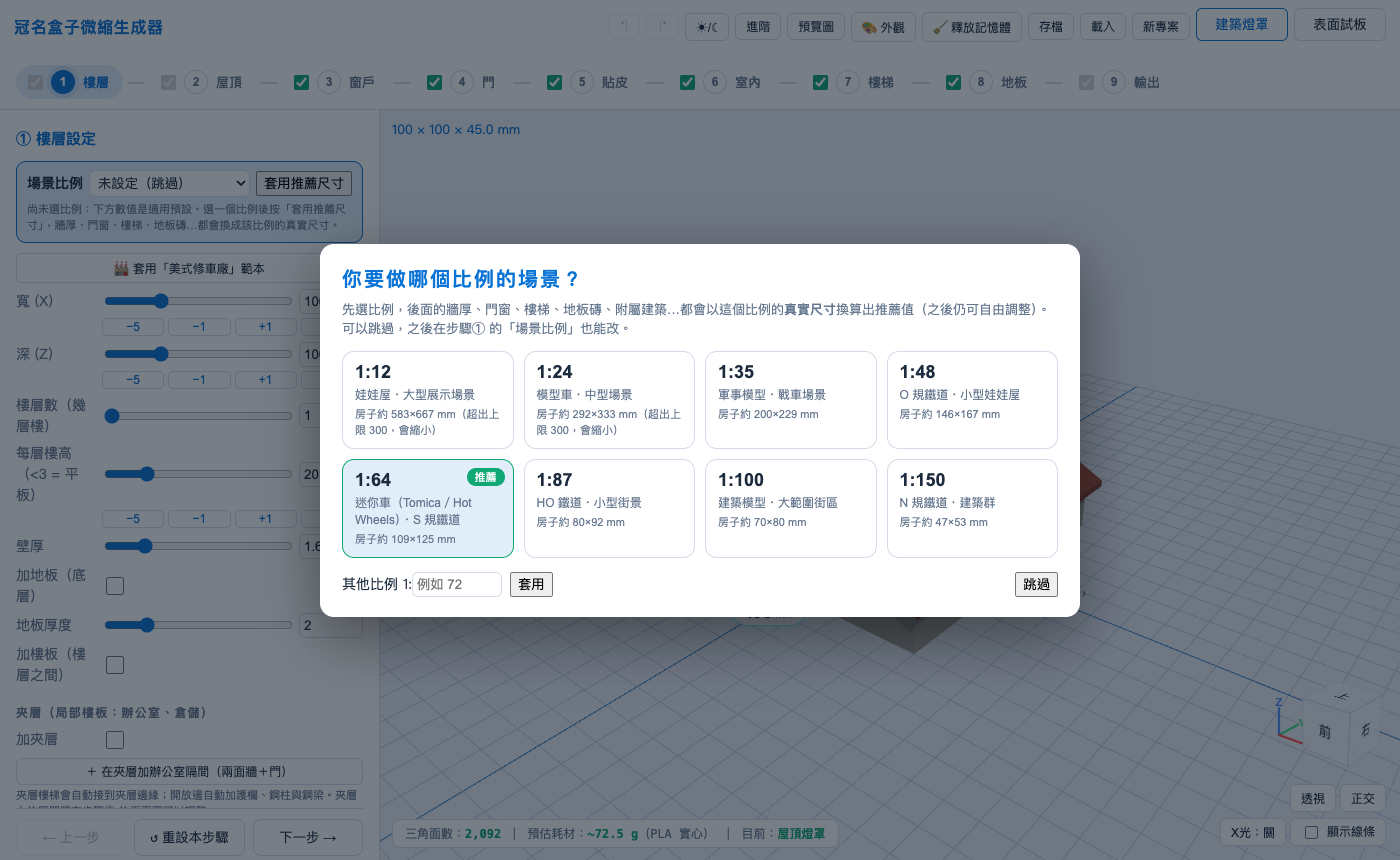 冠名盒子微縮生成器
↰ ↱ ☀/☾ 進階 預覽圖 🎨 外觀 🧹 釋放記憶體 存檔 載入 新專案 建築燈罩 表面試板
1 樓層 — 2 屋頂 — 3 窗戶 — 4 門 — 5 貼皮 — 6 室內 — 7 樓梯 — 8 地板 — 9 輸出
① 樓層設定
100 × 100 × 45.0 mm
場景比例 未設定（跳過） 套用推薦尺寸
尚未選比例：下方數值是通用預設。選一個比例後按「套用推薦尺
寸」，牆厚、門窗、樓梯、地板磚…都會換成該比例的真實尺寸。
🏭 套用「美式修車廠」範本
寬 (X)
−5 −1 +1
深 (Z)
−5 −1 +1
樓層數（幾
層樓） 1
每層樓高
（<3 = 平
板） 20
−5 −1 +1
壁厚 1.6
加地板（底
層）
地板厚度 2
加樓板（樓
層之間）
夾層（局部樓板：辦公室、倉儲）
加夾層
＋ 在夾層加辦公室隔間（兩面牆＋門）
夾層樓梯會自動接到夾層邊緣；開放邊自動加護欄、鋼柱與鋼梁。夾層
← 上一步 ↺ 重設本步驟 下一步 →
你要做哪個比例的場景？
先選比例，後面的牆厚、門窗、樓梯、地板磚、附屬建築…都會以這個比例的真實尺寸換算出推薦值（之後仍可自由調整）。
可以跳過，之後在步驟① 的「場景比例」也能改。
1:12
娃娃屋 · 大型展示場景
房子約 583×667 mm（超出上
限 300，會縮小）
1:24
模型車 · 中型場景
房子約 292×333 mm（超出上
限 300，會縮小）
1:35
軍事模型 · 戰車場景
房子約 200×229 mm
1:48
O 規鐵道 · 小型娃娃屋
房子約 146×167 mm
1:64 推薦
迷你車（Tomica / Hot
Wheels）· S 規鐵道
房子約 109×125 mm
1:87
HO 鐵道 · 小型街景
房子約 80×92 mm
1:100
建築模型 · 大範圍街區
房子約 70×80 mm
1:150
N 規鐵道 · 建築群
房子約 47×53 mm
其他比例 1: 例如 72 套用 跳過
Z
前 右 上
透視 正交
三角面數：2,092 | 預估耗材：~72.5 g (PLA 實心) | 目前：屋頂燈罩
X光：關 顯示線條